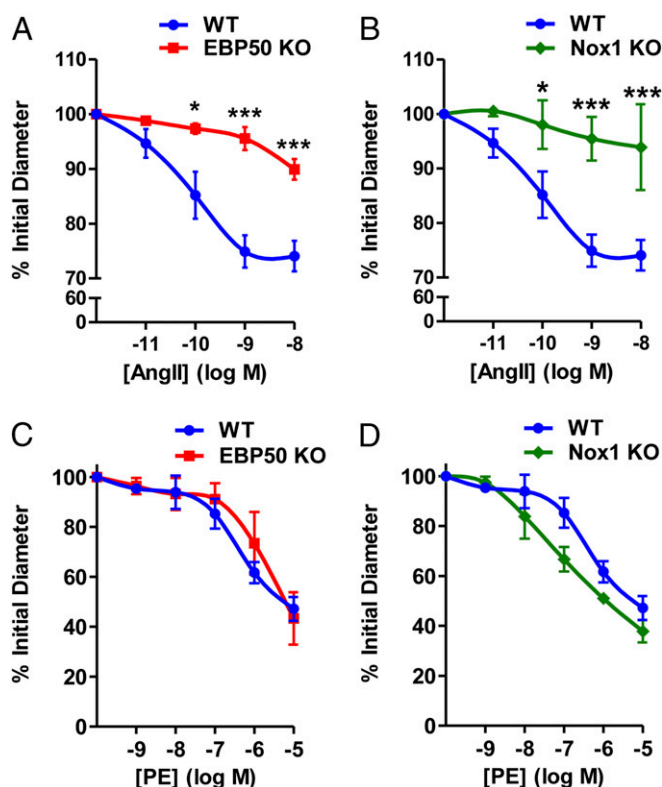 A
WT
EBP50 KO
110
100
90
80
70
60
0
% Initial Diameter
*
***
***
-11
-10
-9
-8
[AngII] (log M)
B
WT
Nox1 KO
110
100
90
80
70
60
0
% Initial Diameter
*
***
***
-11
-10
-9
-8
[AngII] (log M)
C
WT
EBP50 KO
100
80
60
40
20
0
% Initial Diameter
-9
-8
-7
-6
-5
[PE] (log M)
D
WT
Nox1 KO
100
80
60
40
20
0
% Initial Diameter
-9
-8
-7
-6
-5
[PE] (log M)